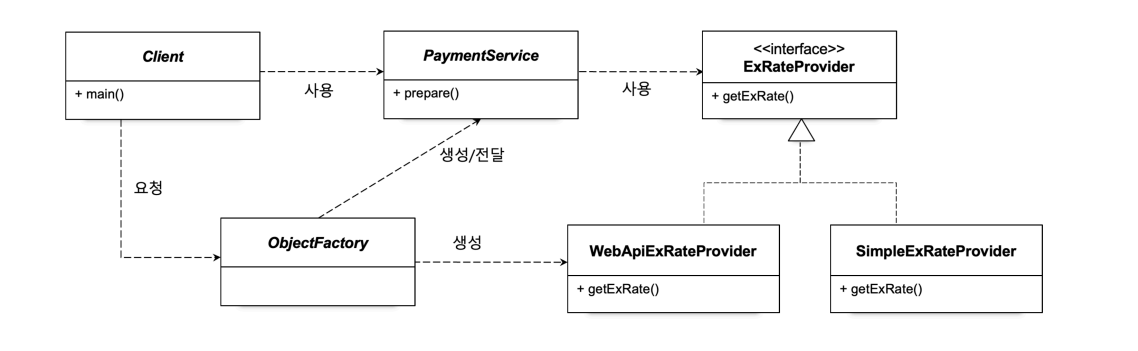 Client
+ main()
사용
PaymentService
+ prepare()
사용
<<interface>>
ExRateProvider
+ getExRate()
요청
생성/전달
ObjectFactory
생성
WebApiExRateProvider
+ getExRate()
SimpleExRateProvider
+ getExRate()